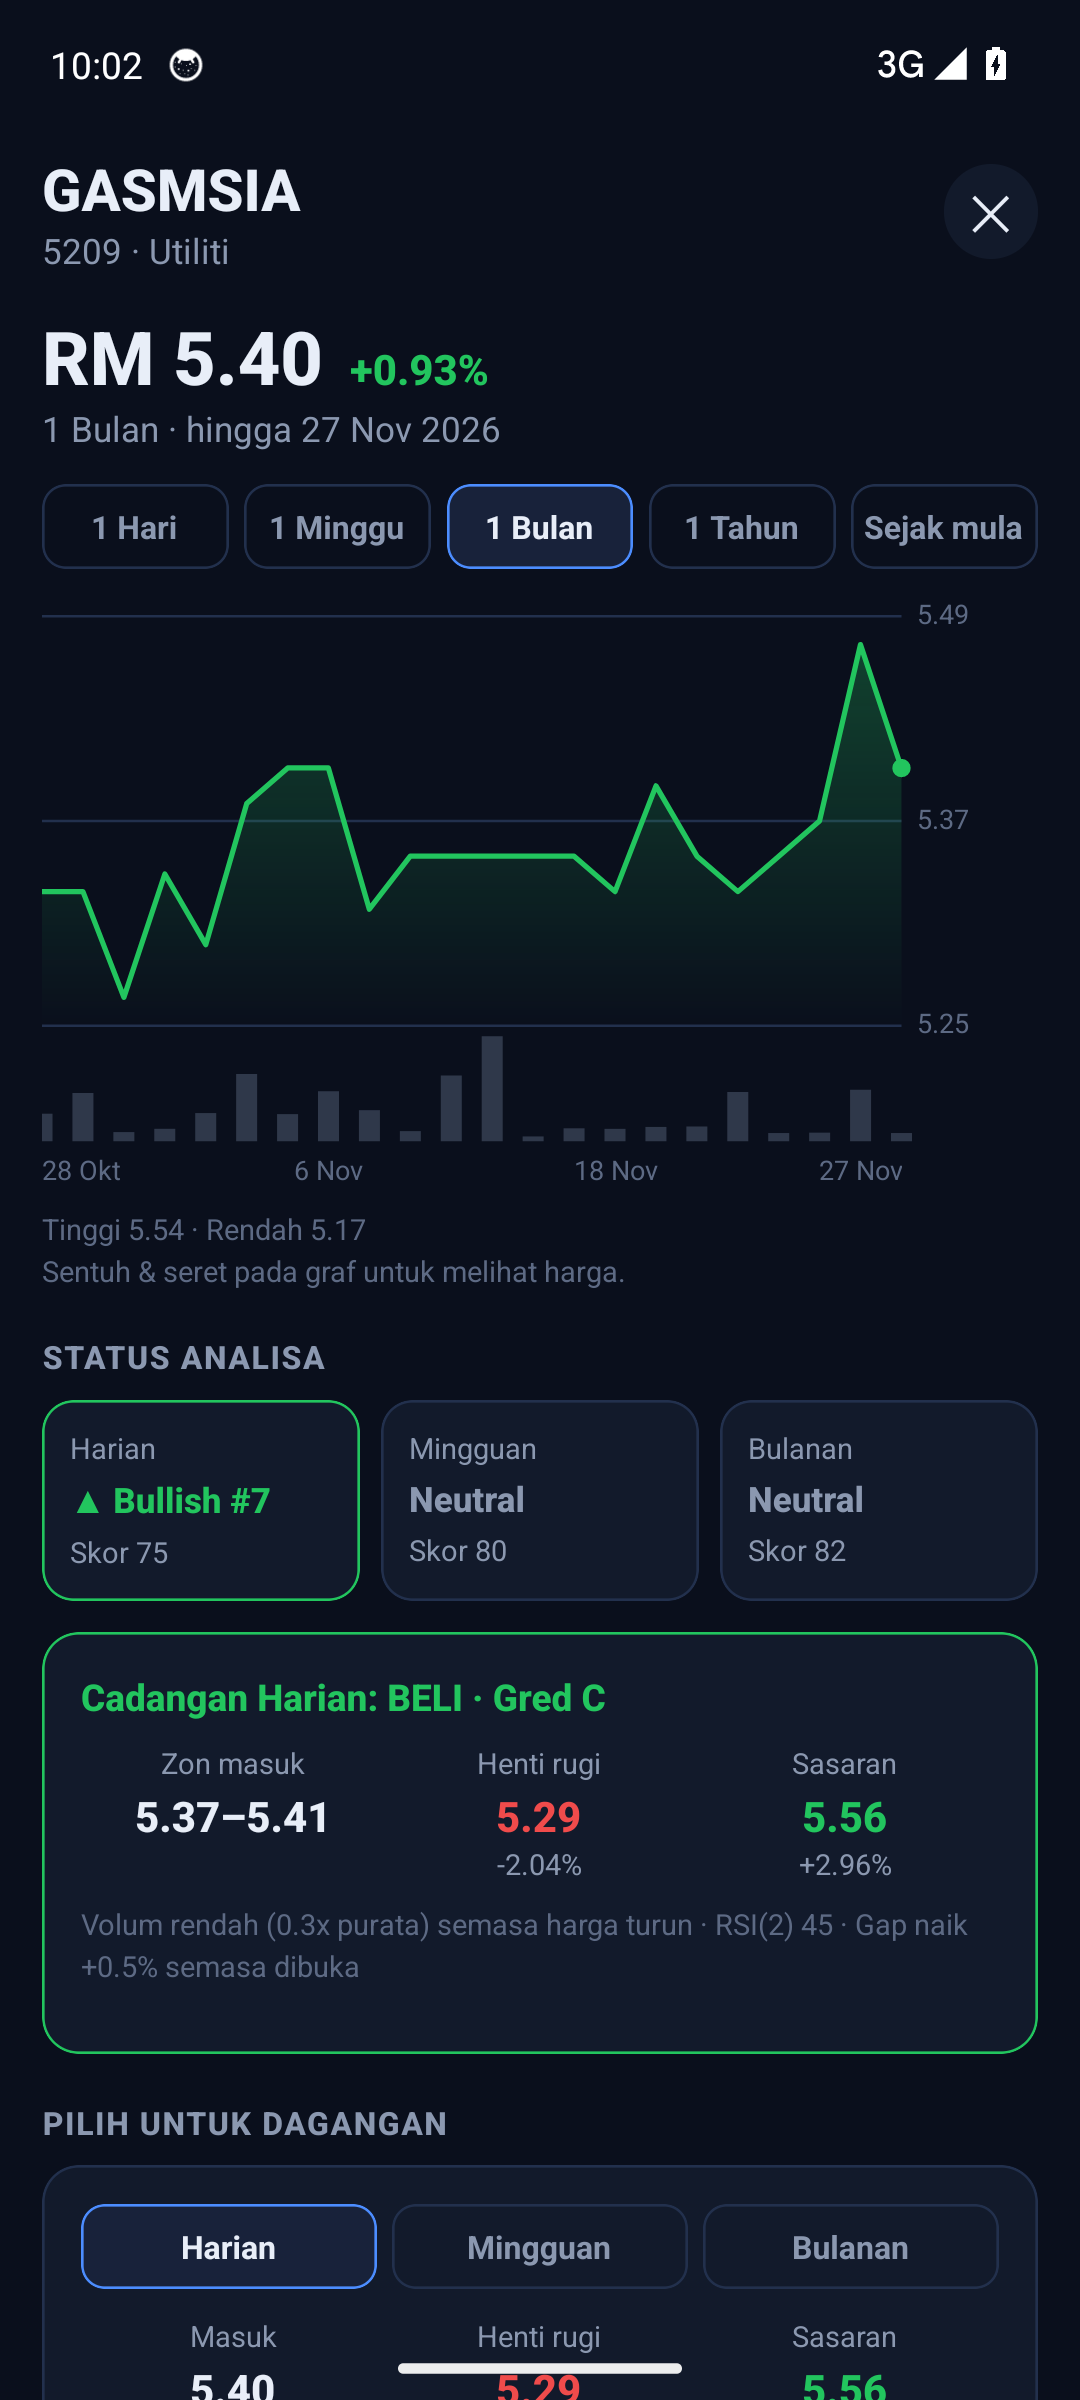 10:02
3G
GASMSIA
5209 · Utiliti
RM 5.40 +0.93%
1 Bulan · hingga 27 Nov 2026
1 Hari 1 Minggu 1 Bulan 1 Tahun Sejak mula
5.49
5.37
5.25
28 Okt 6 Nov 18 Nov 27 Nov
Tinggi 5.54 · Rendah 5.17
Sentuh & seret pada graf untuk melihat harga.
STATUS ANALISA
Harian Mingguan Bulanan
▲ Bullish #7 Neutral Neutral
Skor 75 Skor 80 Skor 82
Cadangan Harian: BELI · Gred C
Zon masuk Henti rugi Sasaran
5.37–5.41 5.29 5.56
-2.04% +2.96%
Volum rendah (0.3x purata) semasa harga turun · RSI(2) 45 · Gap naik
+0.5% semasa dibuka
PILIH UNTUK DAGANGAN
Harian Mingguan Bulanan
Masuk Henti rugi Sasaran
5.40 5.29 5.56